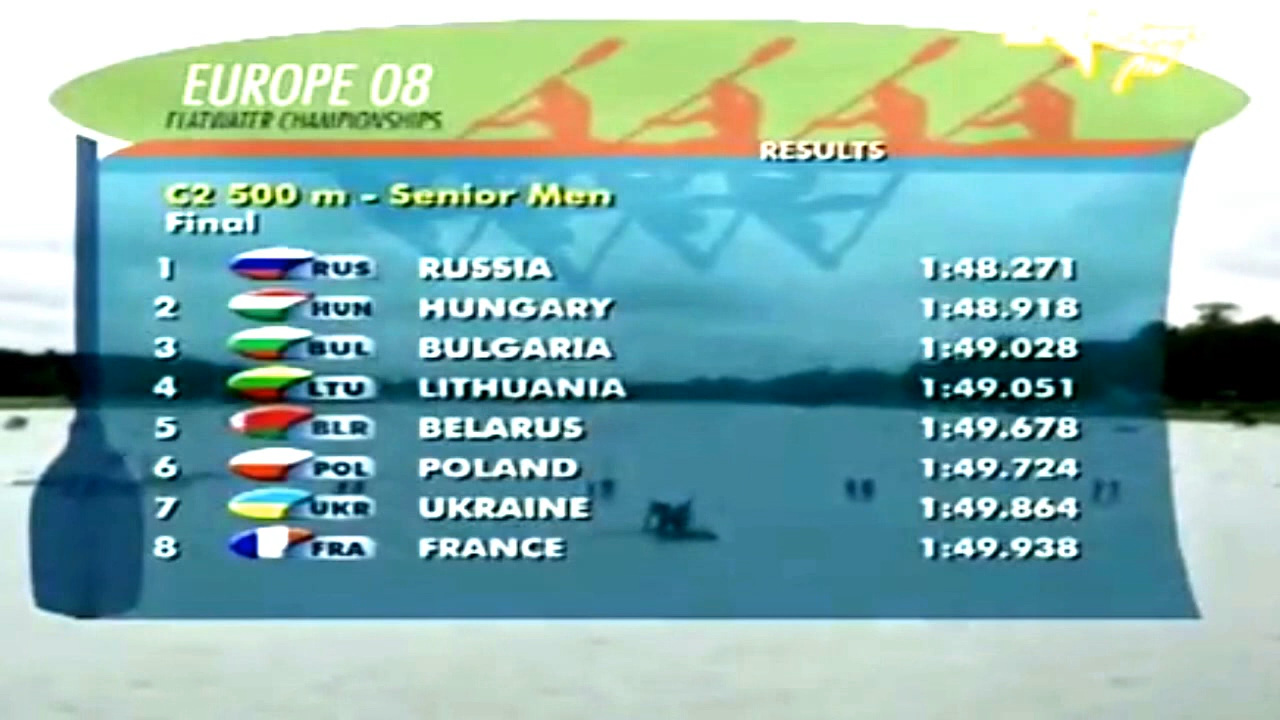 EUROPE 08
FLATWATER CHAMPIONSHIPS
RESULTS
C2 500 m - Senior Men
Final
1 RUS RUSSIA 1:48.271
2 HUN HUNGARY 1:48.918
3 BUL BULGARIA 1:49.028
4 LTU LITHUANIA 1:49.051
5 BLR BELARUS 1:49.678
6 POL POLAND 1:49.724
7 UKR UKRAINE 1:49.864
8 FRA FRANCE 1:49.938